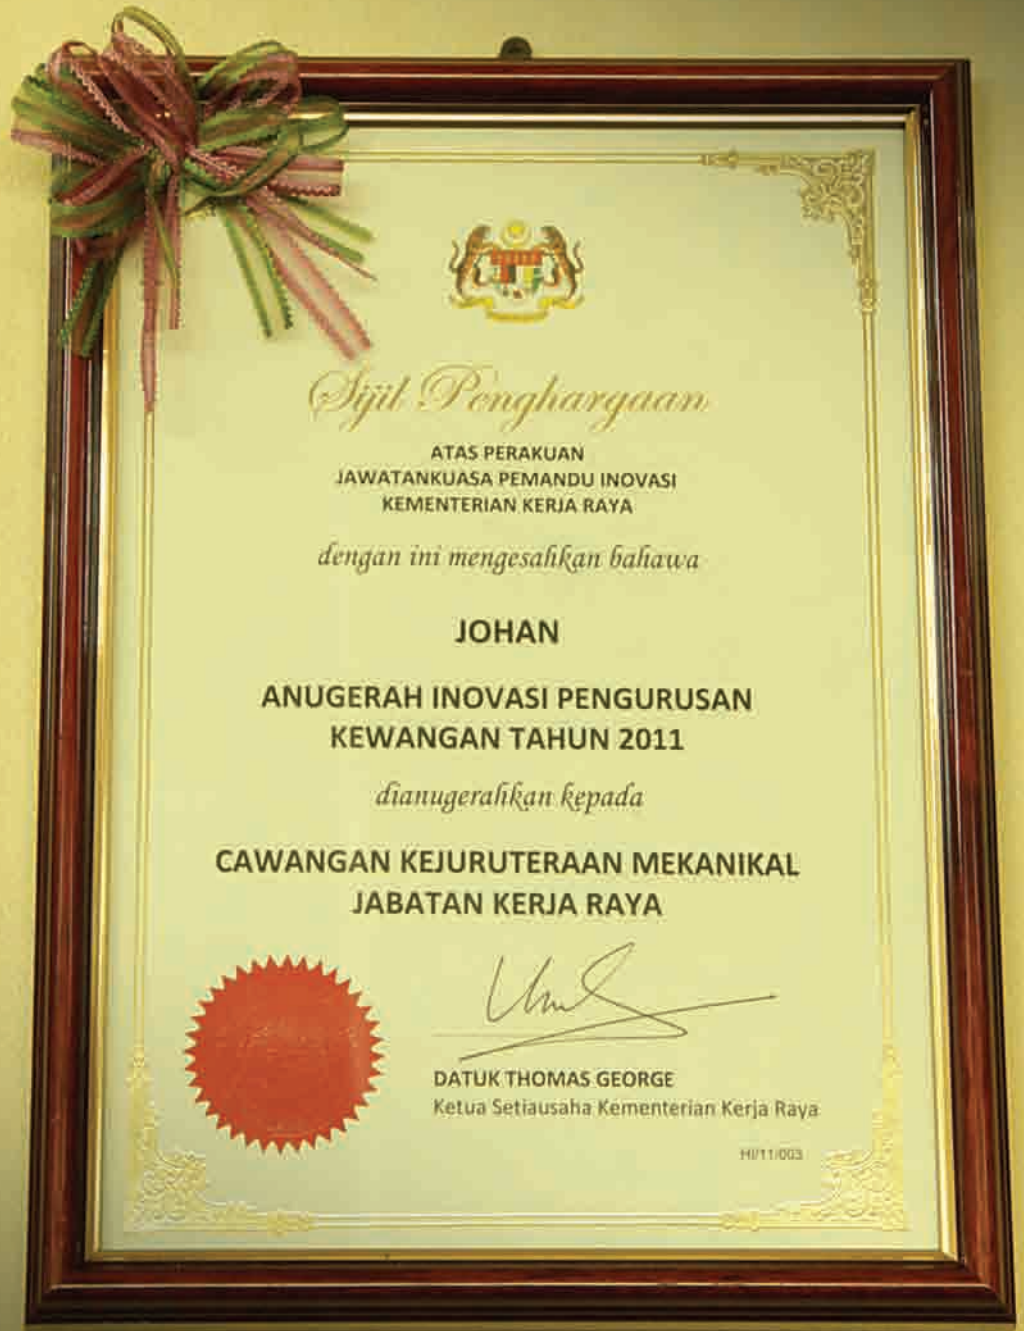 Sijil Penghargaan
ATAS PERAKUAN
JAWATANKUASA PEMANDU INOVASI
KEMENTERIAN KERJA RAYA
dengan ini mengesahkan bahawa
JOHAN
ANUGERAH INOVASI PENGURUSAN
KEWANGAN TAHUN 2011
dianugerahkan kepada
CAWANGAN KEJURUTERAAN MEKANIKAL
JABATAN KERJA RAYA
DATUK THOMAS GEORGE
Ketua Setiausaha Kementerian Kerja Raya
HI/11/003